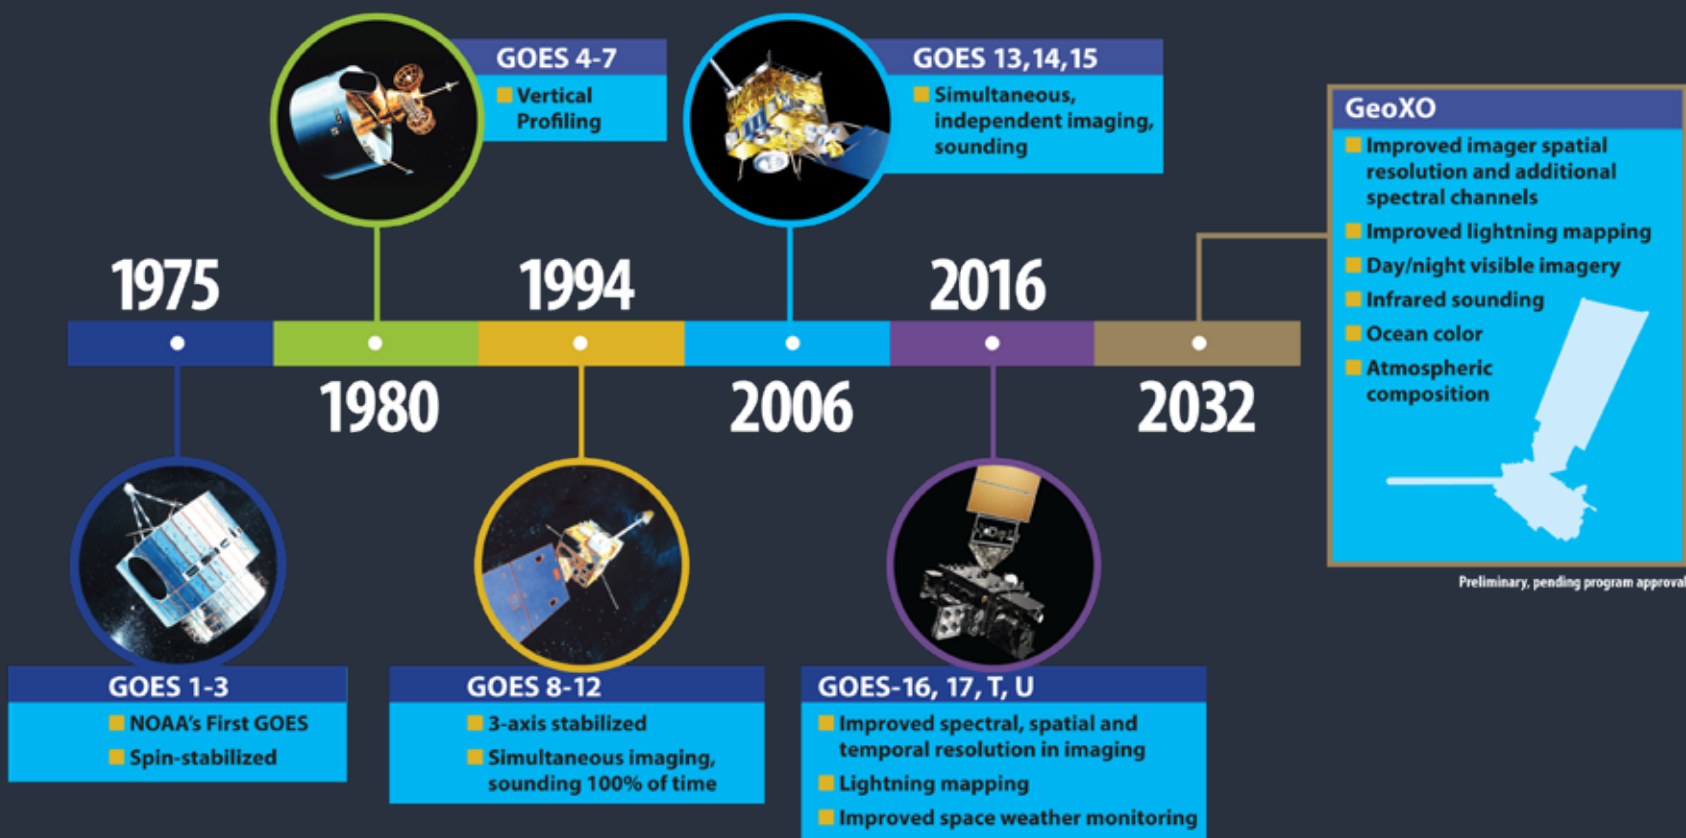 GOES 4-7
Vertical
Profiling
GOES 13,14,15
Simultaneous,
independent imaging,
sounding
GeoXO
Improved imager spatial
resolution and additional
spectral channels
Improved lightning mapping
Day/night visible imagery
Infrared sounding
Ocean color
Atmospheric
composition
Preliminary, pending program approval
1975
1994
2016
1980
2006
2032
GOES 1-3
NOAA's First GOES
Spin-stabilized
GOES 8-12
3-axis stabilized
Simultaneous imaging,
sounding 100% of time
GOES-16, 17, T, U
Improved spectral, spatial and
temporal resolution in imaging
Lightning mapping
Improved space weather monitoring